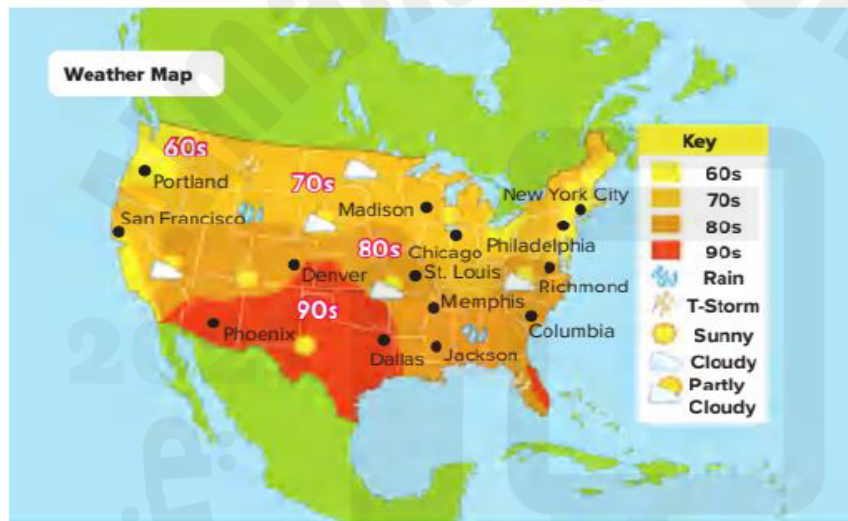 Weather Map
60s
Portland
70s
San Francisco
Madison
New York City
80s
Chicago
Philadelphia
Denver
St. Louis
Richmond
90s
Memphis
Phoenix
Columbia
Dallas
Jackson
Key
60s
70s
80s
90s
Rain
T-Storm
Sunny
Cloudy
Partly
Cloudy